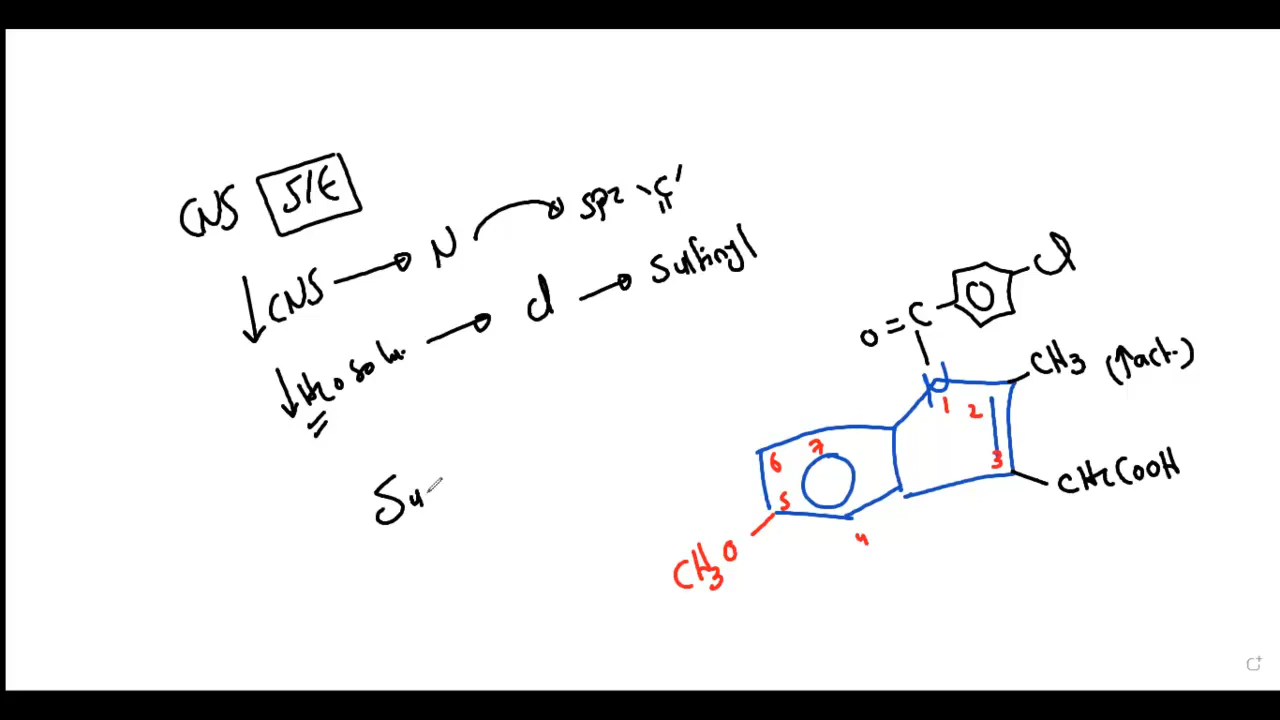 CNS S/E
↓ CNS → N → sp2 C
↓ H2O solu. → Cl → Sulfinyl
Su
O = C Cl
N CH3 (↑act.)
1 2
7
6 3
5 CH2COOH
4
CH3O